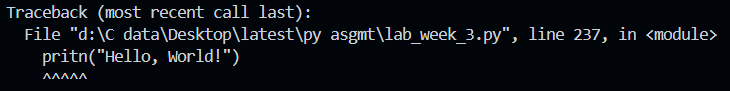 Traceback (most recent call last):
  File "d:\C data\Desktop\latest\py asgmt\lab_week_3.py", line 237, in <module>
    pritn("Hello, World!")
    ^^^^^